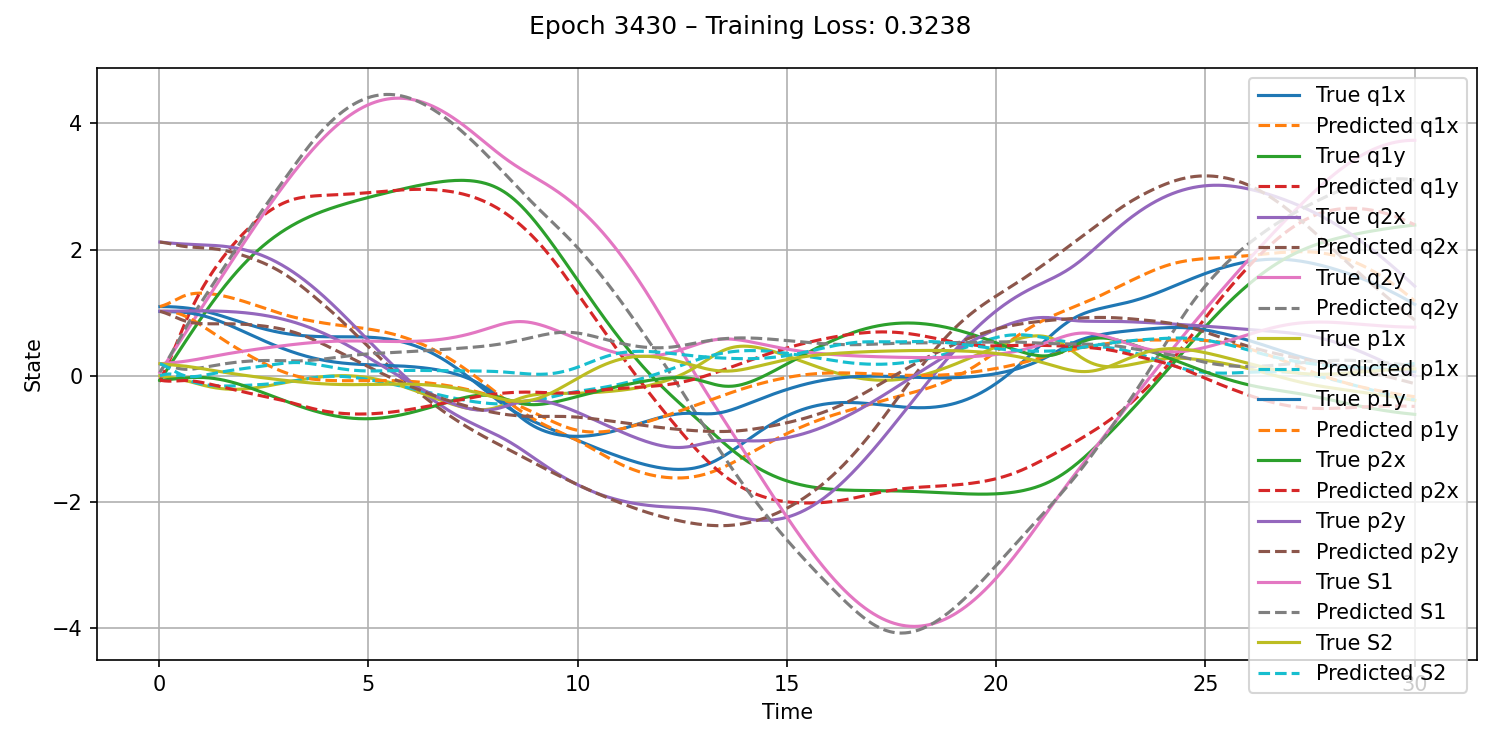 Epoch 3430 – Training Loss: 0.3238
State
4
2
0
−2
−4
0
5
10
15
20
25
30
Time
True q1x
Predicted q1x
True q1y
Predicted q1y
True q2x
Predicted q2x
True q2y
Predicted q2y
True p1x
Predicted p1x
True p1y
Predicted p1y
True p2x
Predicted p2x
True p2y
Predicted p2y
True S1
Predicted S1
True S2
Predicted S2